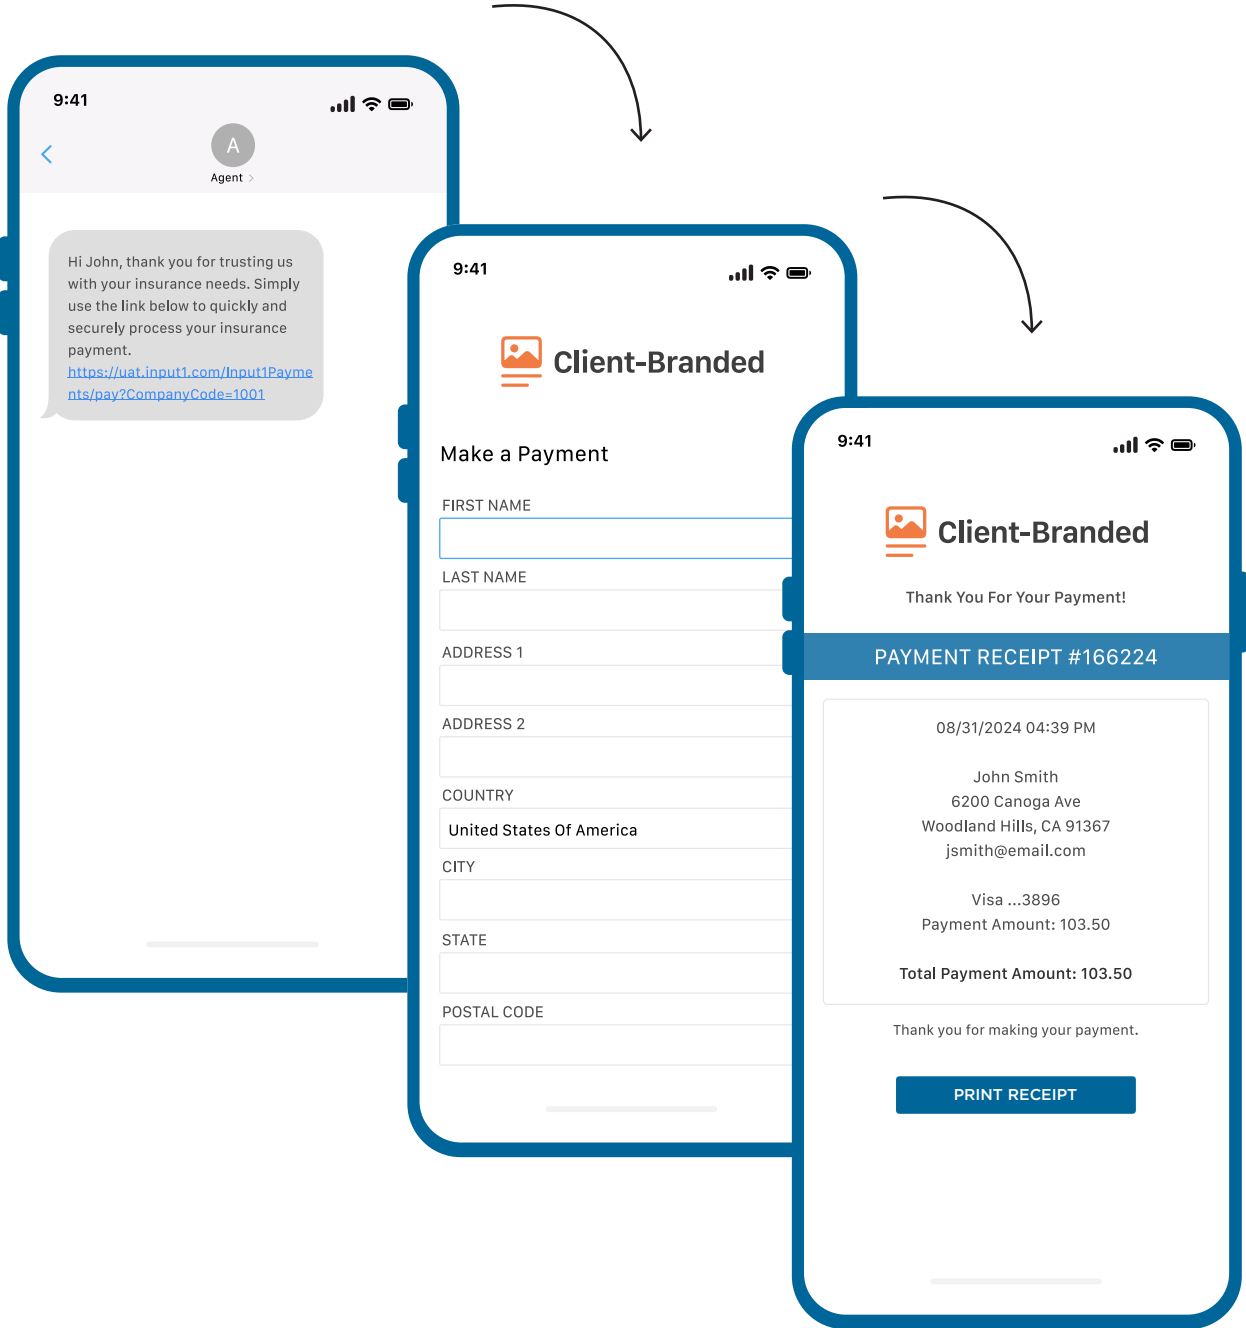 9:41
A
Agent
Hi John, thank you for trusting us
with your insurance needs. Simply
use the link below to quickly and
securely process your insurance
payment.
https://uat.input1.com/Input1Payme
nts/pay?CompanyCode=1001
9:41
Client-Branded
Make a Payment
FIRST NAME
LAST NAME
ADDRESS 1
ADDRESS 2
COUNTRY
United States Of America
CITY
STATE
POSTAL CODE
9:41
Client-Branded
Thank You For Your Payment!
PAYMENT RECEIPT #166224
08/31/2024 04:39 PM
John Smith
6200 Canoga Ave
Woodland Hills, CA 91367
jsmith@email.com
Visa ...3896
Payment Amount: 103.50
Total Payment Amount: 103.50
Thank you for making your payment.
PRINT RECEIPT